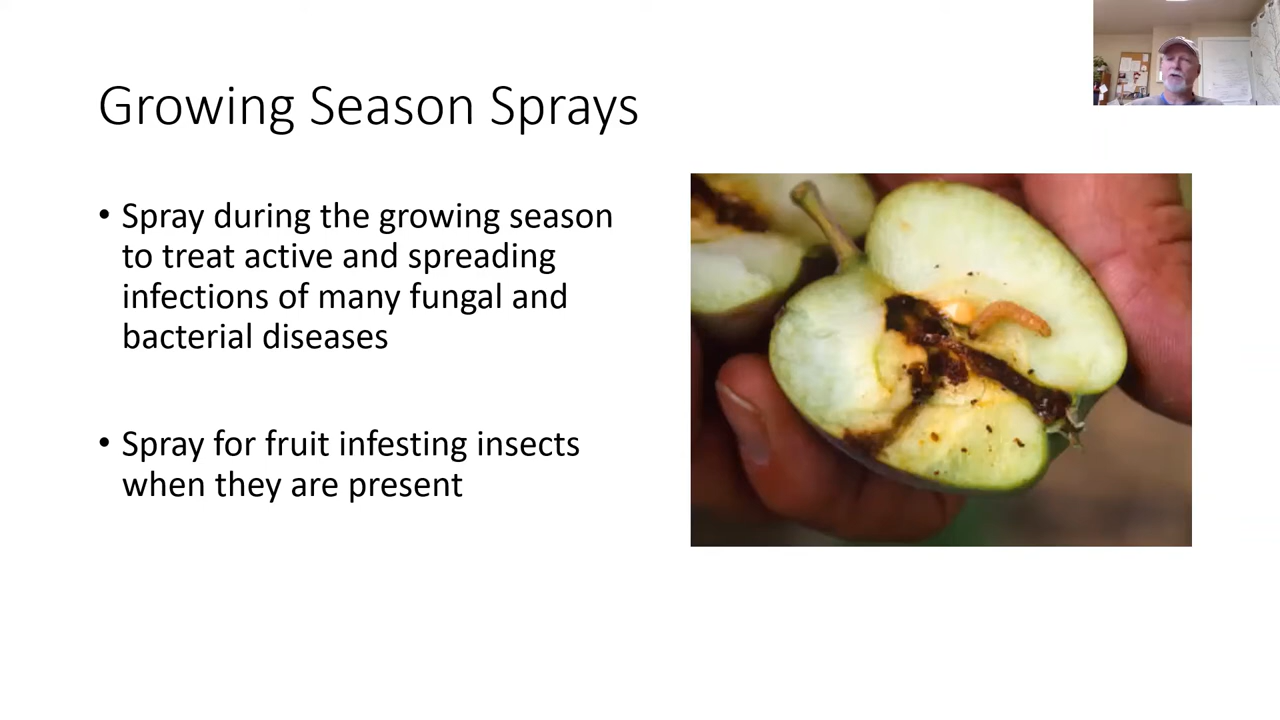 Growing Season Sprays
• Spray during the growing season
to treat active and spreading
infections of many fungal and
bacterial diseases
• Spray for fruit infesting insects
when they are present